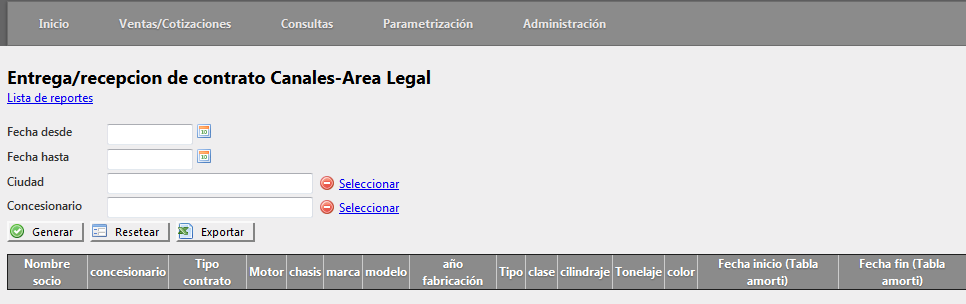 Inicio Ventas/Cotizaciones Consultas Parametrización Administración
Entrega/recepcion de contrato Canales-Area Legal
Lista de reportes
Fecha desde
Fecha hasta
Ciudad Seleccionar
Concesionario Seleccionar
Generar Resetear Exportar
Nombre socio concesionario Tipo contrato Motor chasis marca modelo año fabricación Tipo clase cilindraje Tonelaje color Fecha inicio (Tabla amorti) Fecha fin (Tabla amorti)